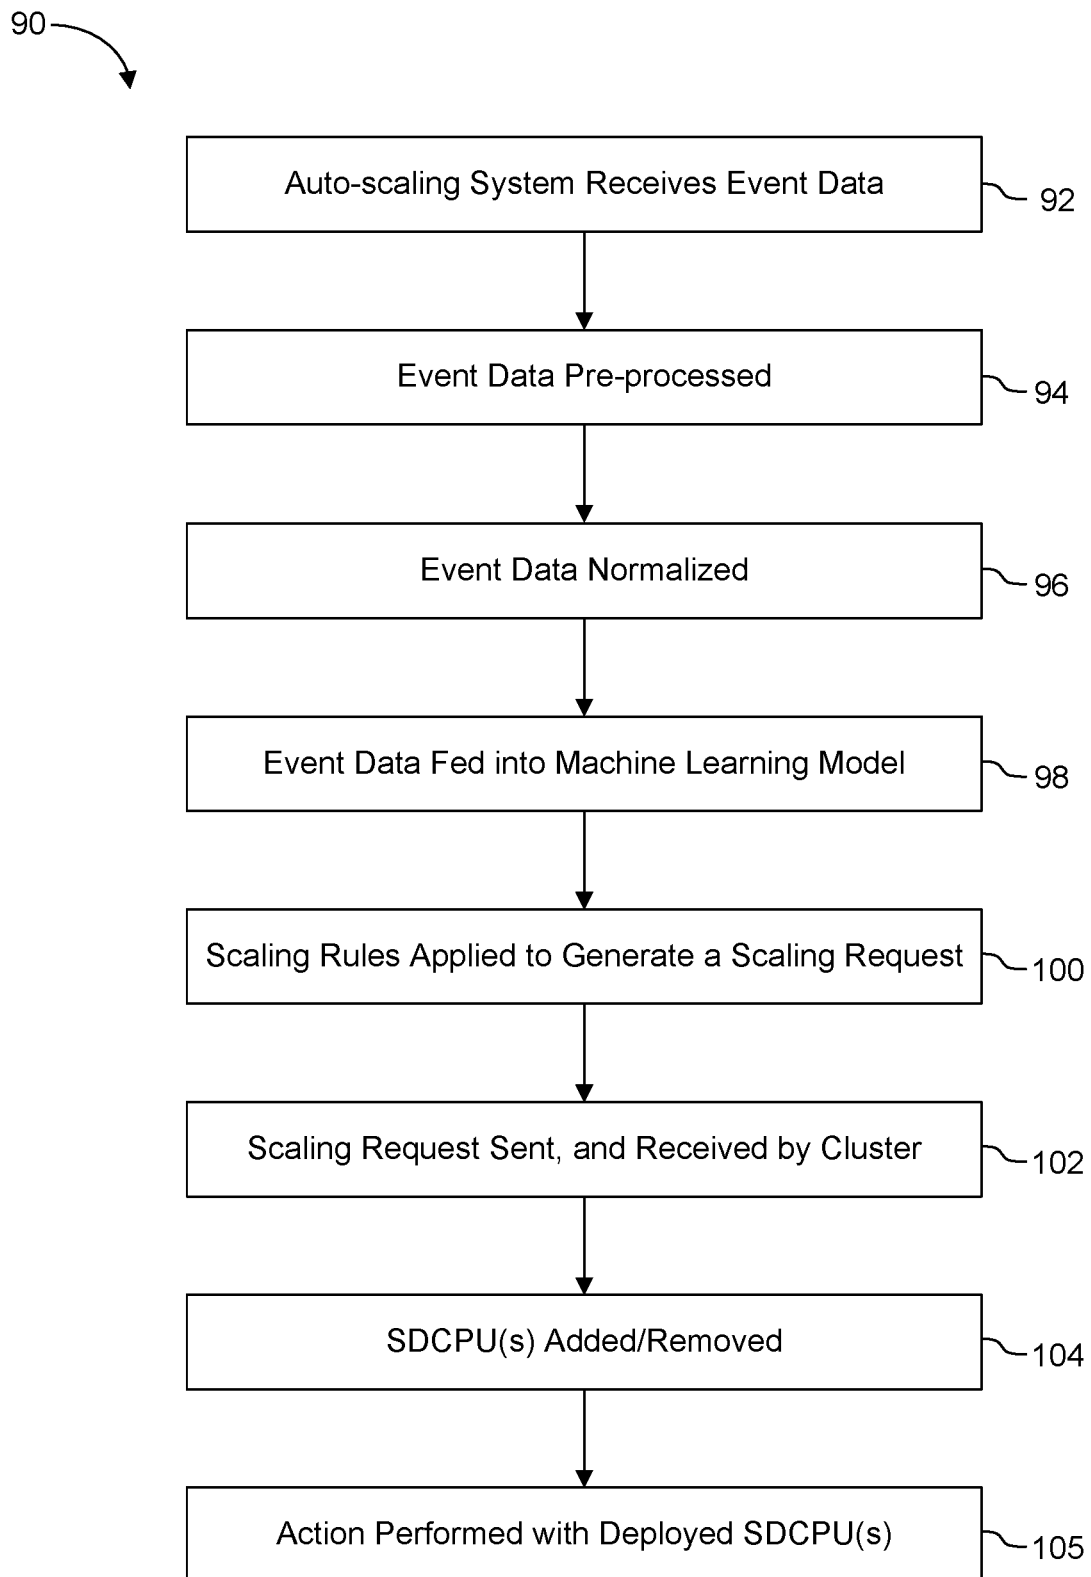 90
Auto-scaling System Receives Event Data
92
Event Data Pre-processed
94
Event Data Normalized
96
Event Data Fed into Machine Learning Model
98
Scaling Rules Applied to Generate a Scaling Request
100
Scaling Request Sent, and Received by Cluster
102
SDCPU(s) Added/Removed
104
Action Performed with Deployed SDCPU(s)
105